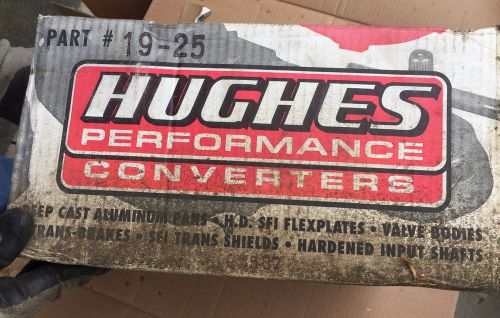 PART # 19-25
HUGHES
PERFORMANCE
CONVERTERS
EEP CAST ALUMINUM PANS • H.D. SFI FLEXPLATES • VALVE BODIES
TRANS-BRAKES • SFI TRANS SHIELDS • HARDENED INPUT SHAFTS